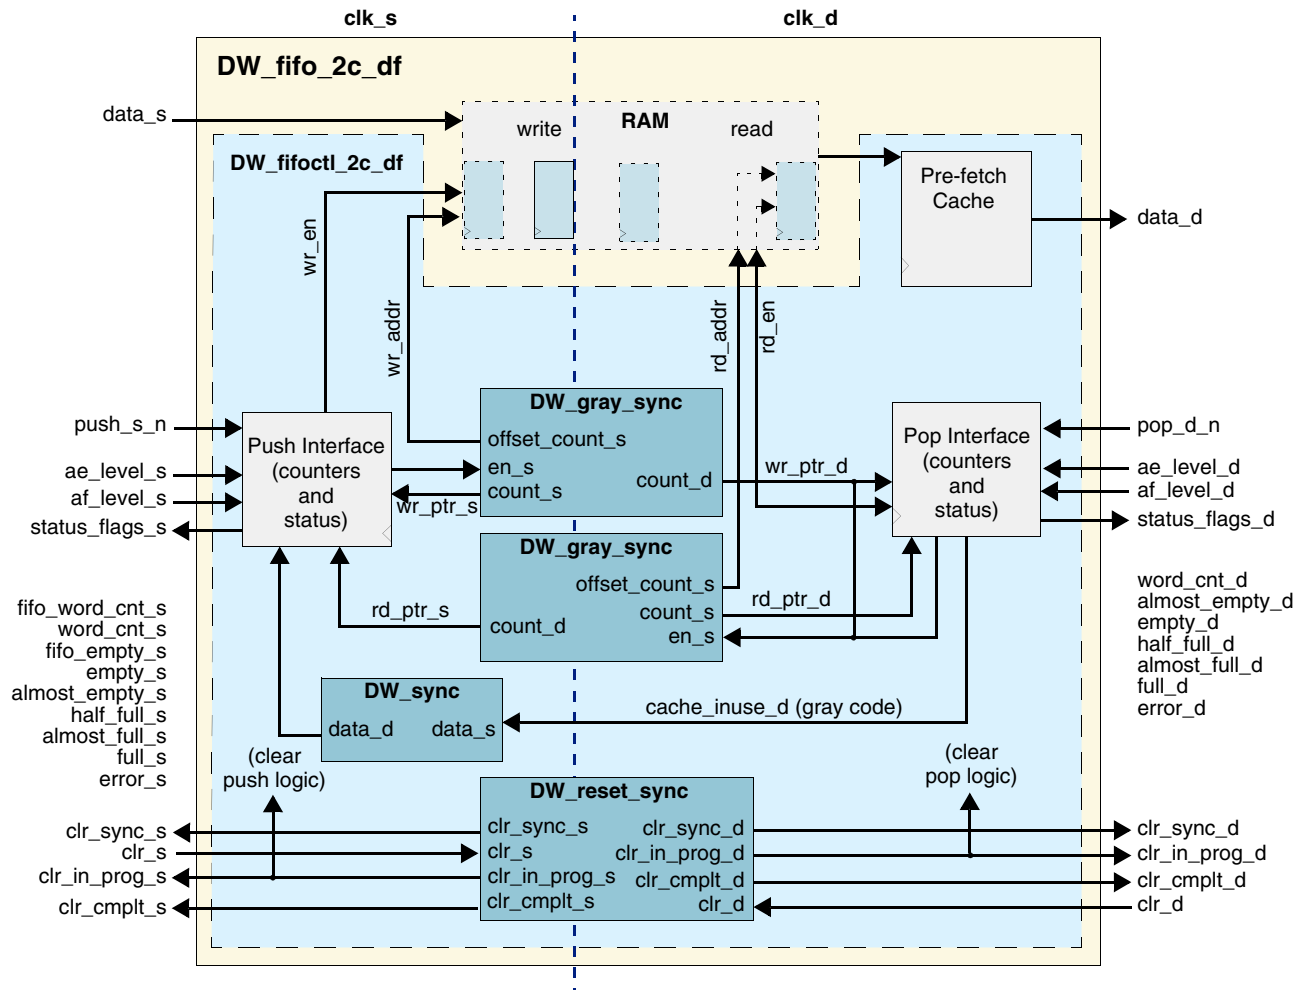 clk_s
clk_d
DW_fifo_2c_df
data_s
write
RAM
read
DW_fifoctl_2c_df
Pre-fetch
Cache
data_d
wr_en
wr_addr
rd_addr
rd_en
push_s_n
ae_level_s
af_level_s
status_flags_s
Push Interface
(counters
and
status)
DW_gray_sync
offset_count_s
en_s
count_s
count_d
wr_ptr_s
wr_ptr_d
Pop Interface
(counters
and
status)
pop_d_n
ae_level_d
af_level_d
status_flags_d
DW_gray_sync
offset_count_s
count_s
en_s
count_d
rd_ptr_s
rd_ptr_d
fifo_word_cnt_s
word_cnt_s
fifo_empty_s
empty_s
almost_empty_s
half_full_s
almost_full_s
full_s
error_s
word_cnt_d
almost_empty_d
empty_d
half_full_d
almost_full_d
full_d
error_d
DW_sync
data_d
data_s
cache_inuse_d (gray code)
(clear
push logic)
(clear
pop logic)
DW_reset_sync
clr_sync_s
clr_s
clr_in_prog_s
clr_cmplt_s
clr_sync_d
clr_in_prog_d
clr_cmplt_d
clr_d
clr_sync_s
clr_s
clr_in_prog_s
clr_cmplt_s
clr_sync_d
clr_in_prog_d
clr_cmplt_d
clr_d